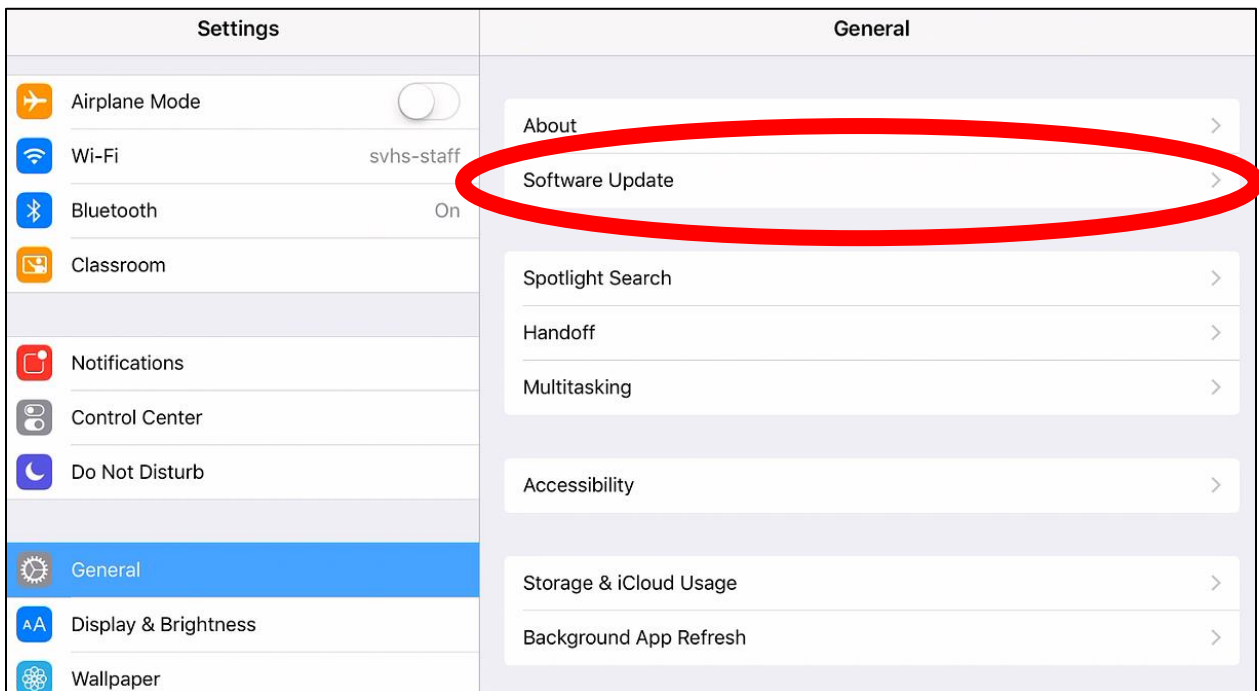 Settings
Airplane Mode
Wi-Fi svhs-staff
Bluetooth On
Classroom
Notifications
Control Center
Do Not Disturb
General
AA Display & Brightness
Wallpaper
General
About
Software Update
Spotlight Search
Handoff
Multitasking
Accessibility
Storage & iCloud Usage
Background App Refresh